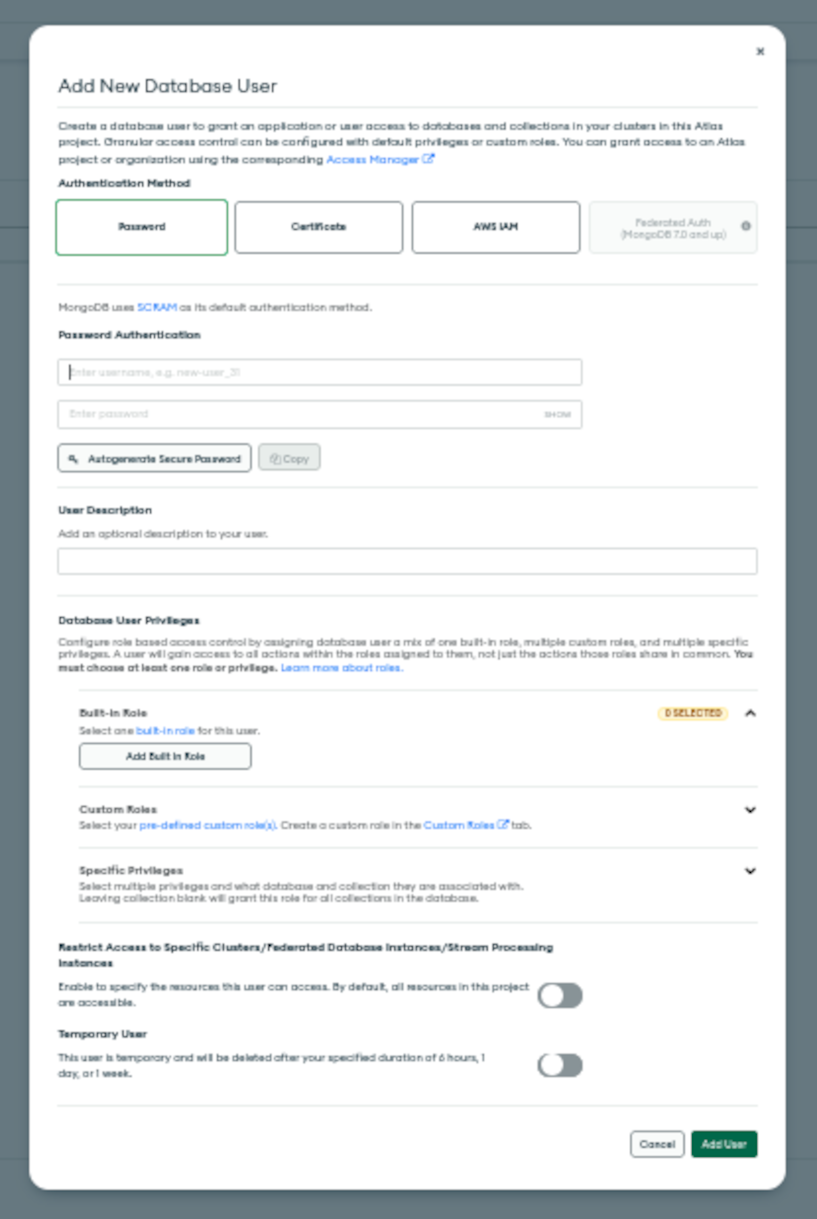 ×
Add New Database User
Create a database user to grant an application or user access to databases and collections in your clusters in this Atlas
project. Granular access control can be configured with default privileges or custom roles. You can grant access to an Atlas
project or organization using the corresponding Access Manager
Authentication Method
Password
Certificate
AWS IAM
Federated Auth
(MongoDB 7.0 and up)
MongoDB uses SCRAM as its default authentication method.
Password Authentication
Enter username, e.g. new-user_31
Enter password
SHOW
Autogenerate Secure Password
Copy
User Description
Add an optional description to your user.
Database User Privileges
Configure role based access control by assigning database user a mix of one built-in role, multiple custom roles, and multiple specific
privileges. A user will gain access to all actions within the roles assigned to them, not just the actions those roles share in common. You
must choose at least one role or privilege. Learn more about roles.
Built-in Role
0 SELECTED
Select one built-in role for this user.
Add Built In Role
Custom Roles
Select your pre-defined custom role(s). Create a custom role in the Custom Roles tab.
Specific Privileges
Select multiple privileges and what database and collection they are associated with.
Leaving collection blank will grant this role for all collections in the database.
Restrict Access to Specific Clusters/Federated Database Instances/Stream Processing
Instances
Enable to specify the resources this user can access. By default, all resources in this project
are accessible.
Temporary User
This user is temporary and will be deleted after your specified duration of 6 hours, 1
day, or 1 week.
Cancel
Add User